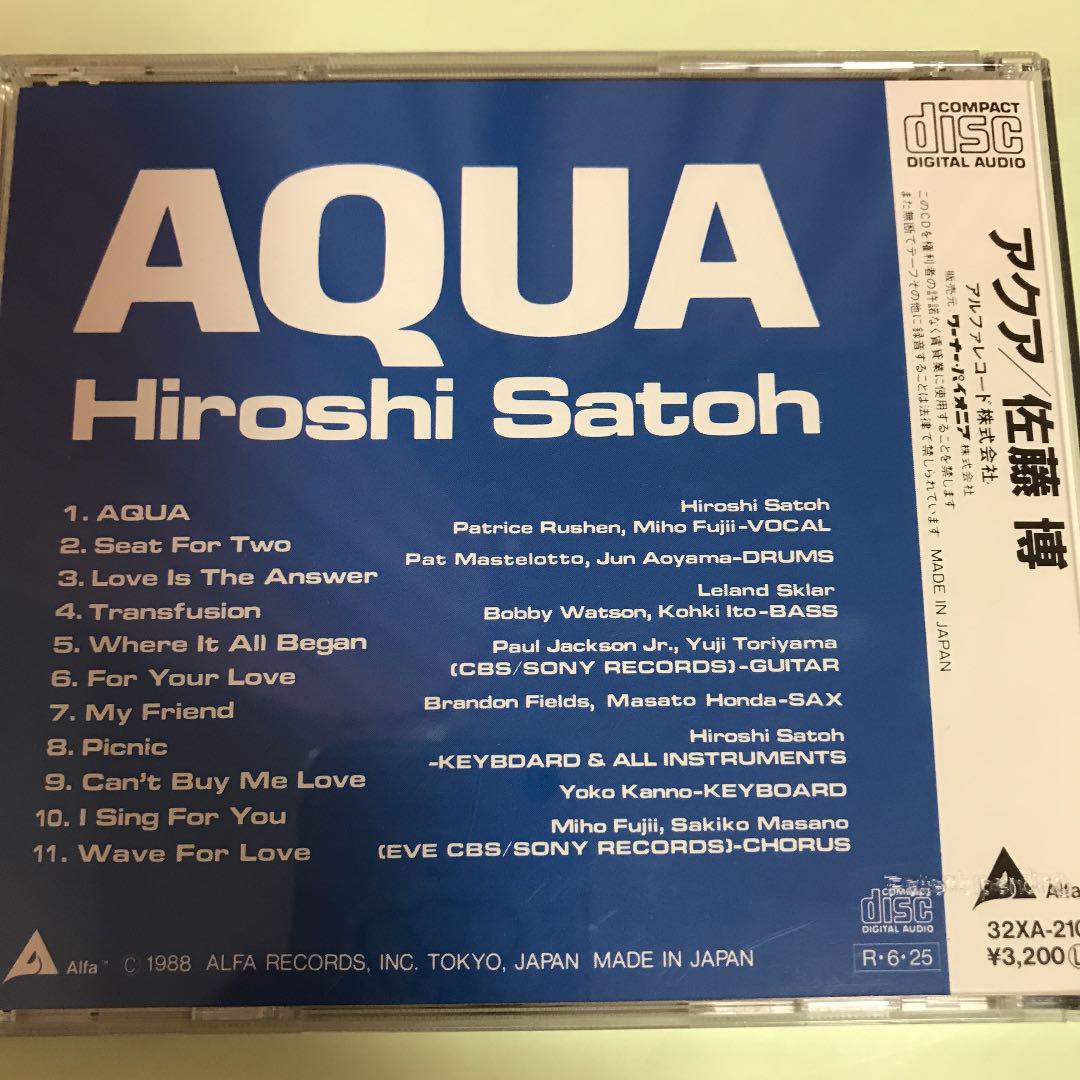 AQUA
Hiroshi Satoh
1. AQUA
2. Seat For Two
3. Love Is The Answer
4. Transfusion
5. Where It All Began
6. For Your Love
7. My Friend
8. Picnic
9. Can't Buy Me Love
10. I Sing For You
11. Wave For Love
Hiroshi Satoh
Patrice Rushen, Miho Fujii-VOCAL
Pat Mastelotto, Jun Aoyama-DRUMS
Leland Sklar
Bobby Watson, Kohki Ito-BASS
Paul Jackson Jr., Yuji Toriyama
(CBS/SONY RECORDS)-GUITAR
Brandon Fields, Masato Honda-SAX
Hiroshi Satoh
-KEYBDARD & ALL INSTRUMENTS
Yoko Kanno-KEYBOARD
Miho Fujii, Sakiko Masano
(EVE CBS/SONY RECORDS)-CHORUS
COMPACT
disc
DIGITAL AUDIO
R・6・25
Alfa™ © 1988 ALFA RECORDS, INC. TOKYO, JAPAN MADE IN JAPAN
COMPACT
disc
DIGITAL AUDIO
アクア/佐藤 博
アルファレコード株式会社
販売元・ワーナー・パイオニア株式会社
このCDを権利者の許諾なく賃貸業に使用することを禁じます
また無断でテープその他に録音することは法律で禁じられています MADE IN JAPAN
Alfa
32XA-210
¥3,200